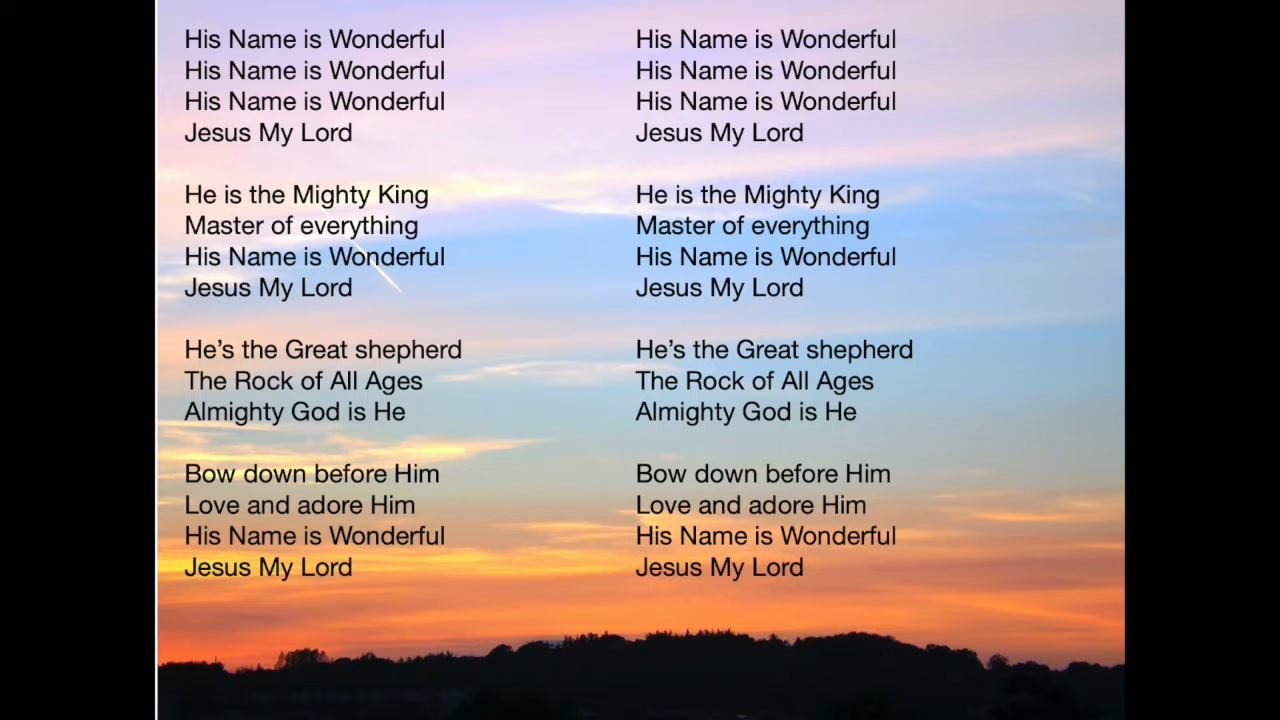 His Name is Wonderful
His Name is Wonderful
His Name is Wonderful
Jesus My Lord
He is the Mighty King
Master of everything
His Name is Wonderful
Jesus My Lord
He’s the Great shepherd
The Rock of All Ages
Almighty God is He
Bow down before Him
Love and adore Him
His Name is Wonderful
Jesus My Lord
His Name is Wonderful
His Name is Wonderful
His Name is Wonderful
Jesus My Lord
He is the Mighty King
Master of everything
His Name is Wonderful
Jesus My Lord
He’s the Great shepherd
The Rock of All Ages
Almighty God is He
Bow down before Him
Love and adore Him
His Name is Wonderful
Jesus My Lord